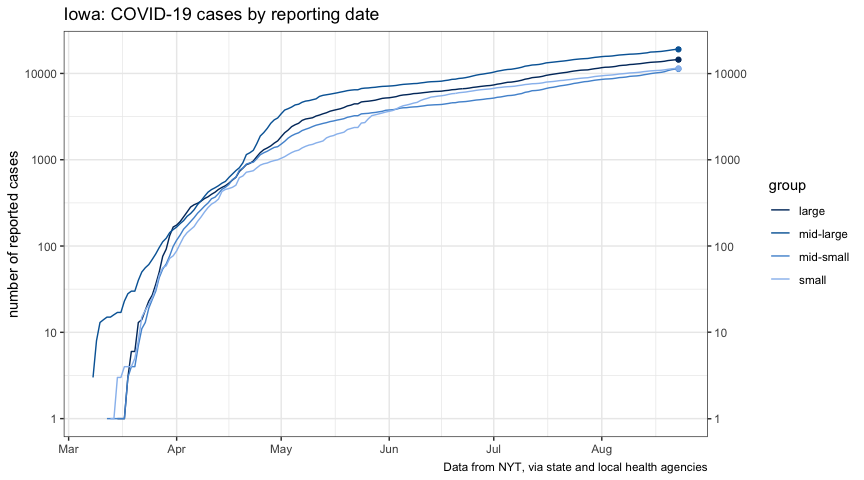 Iowa: COVID-19 cases by reporting date
number of reported cases
10000
1000
100
10
1
10000
1000
100
10
1
Mar
Apr
May
Jun
Jul
Aug
group
large
mid-large
mid-small
small
Data from NYT, via state and local health agencies